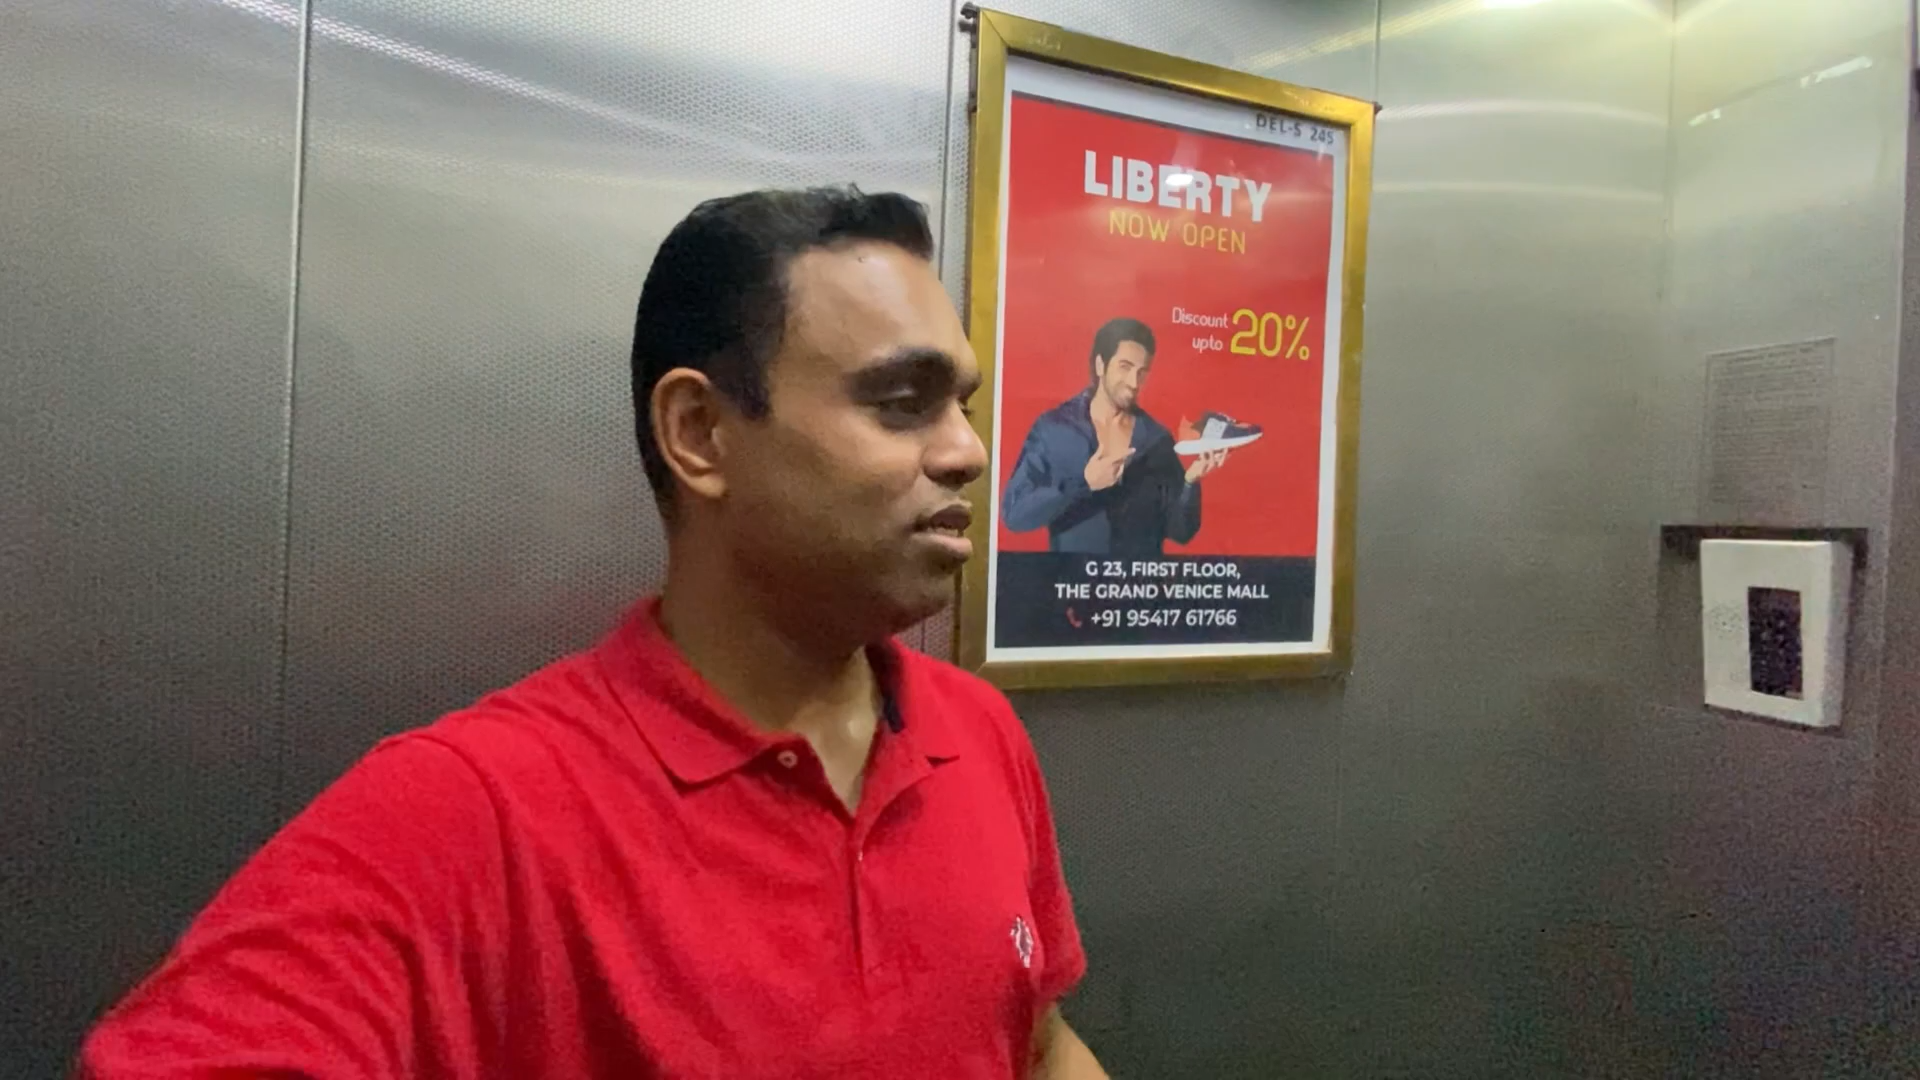 DEL-S 245
LIBERTY
NOW OPEN
Discount
upto 20%
G 23, FIRST FLOOR,
THE GRAND VENICE MALL
+91 95417 61766